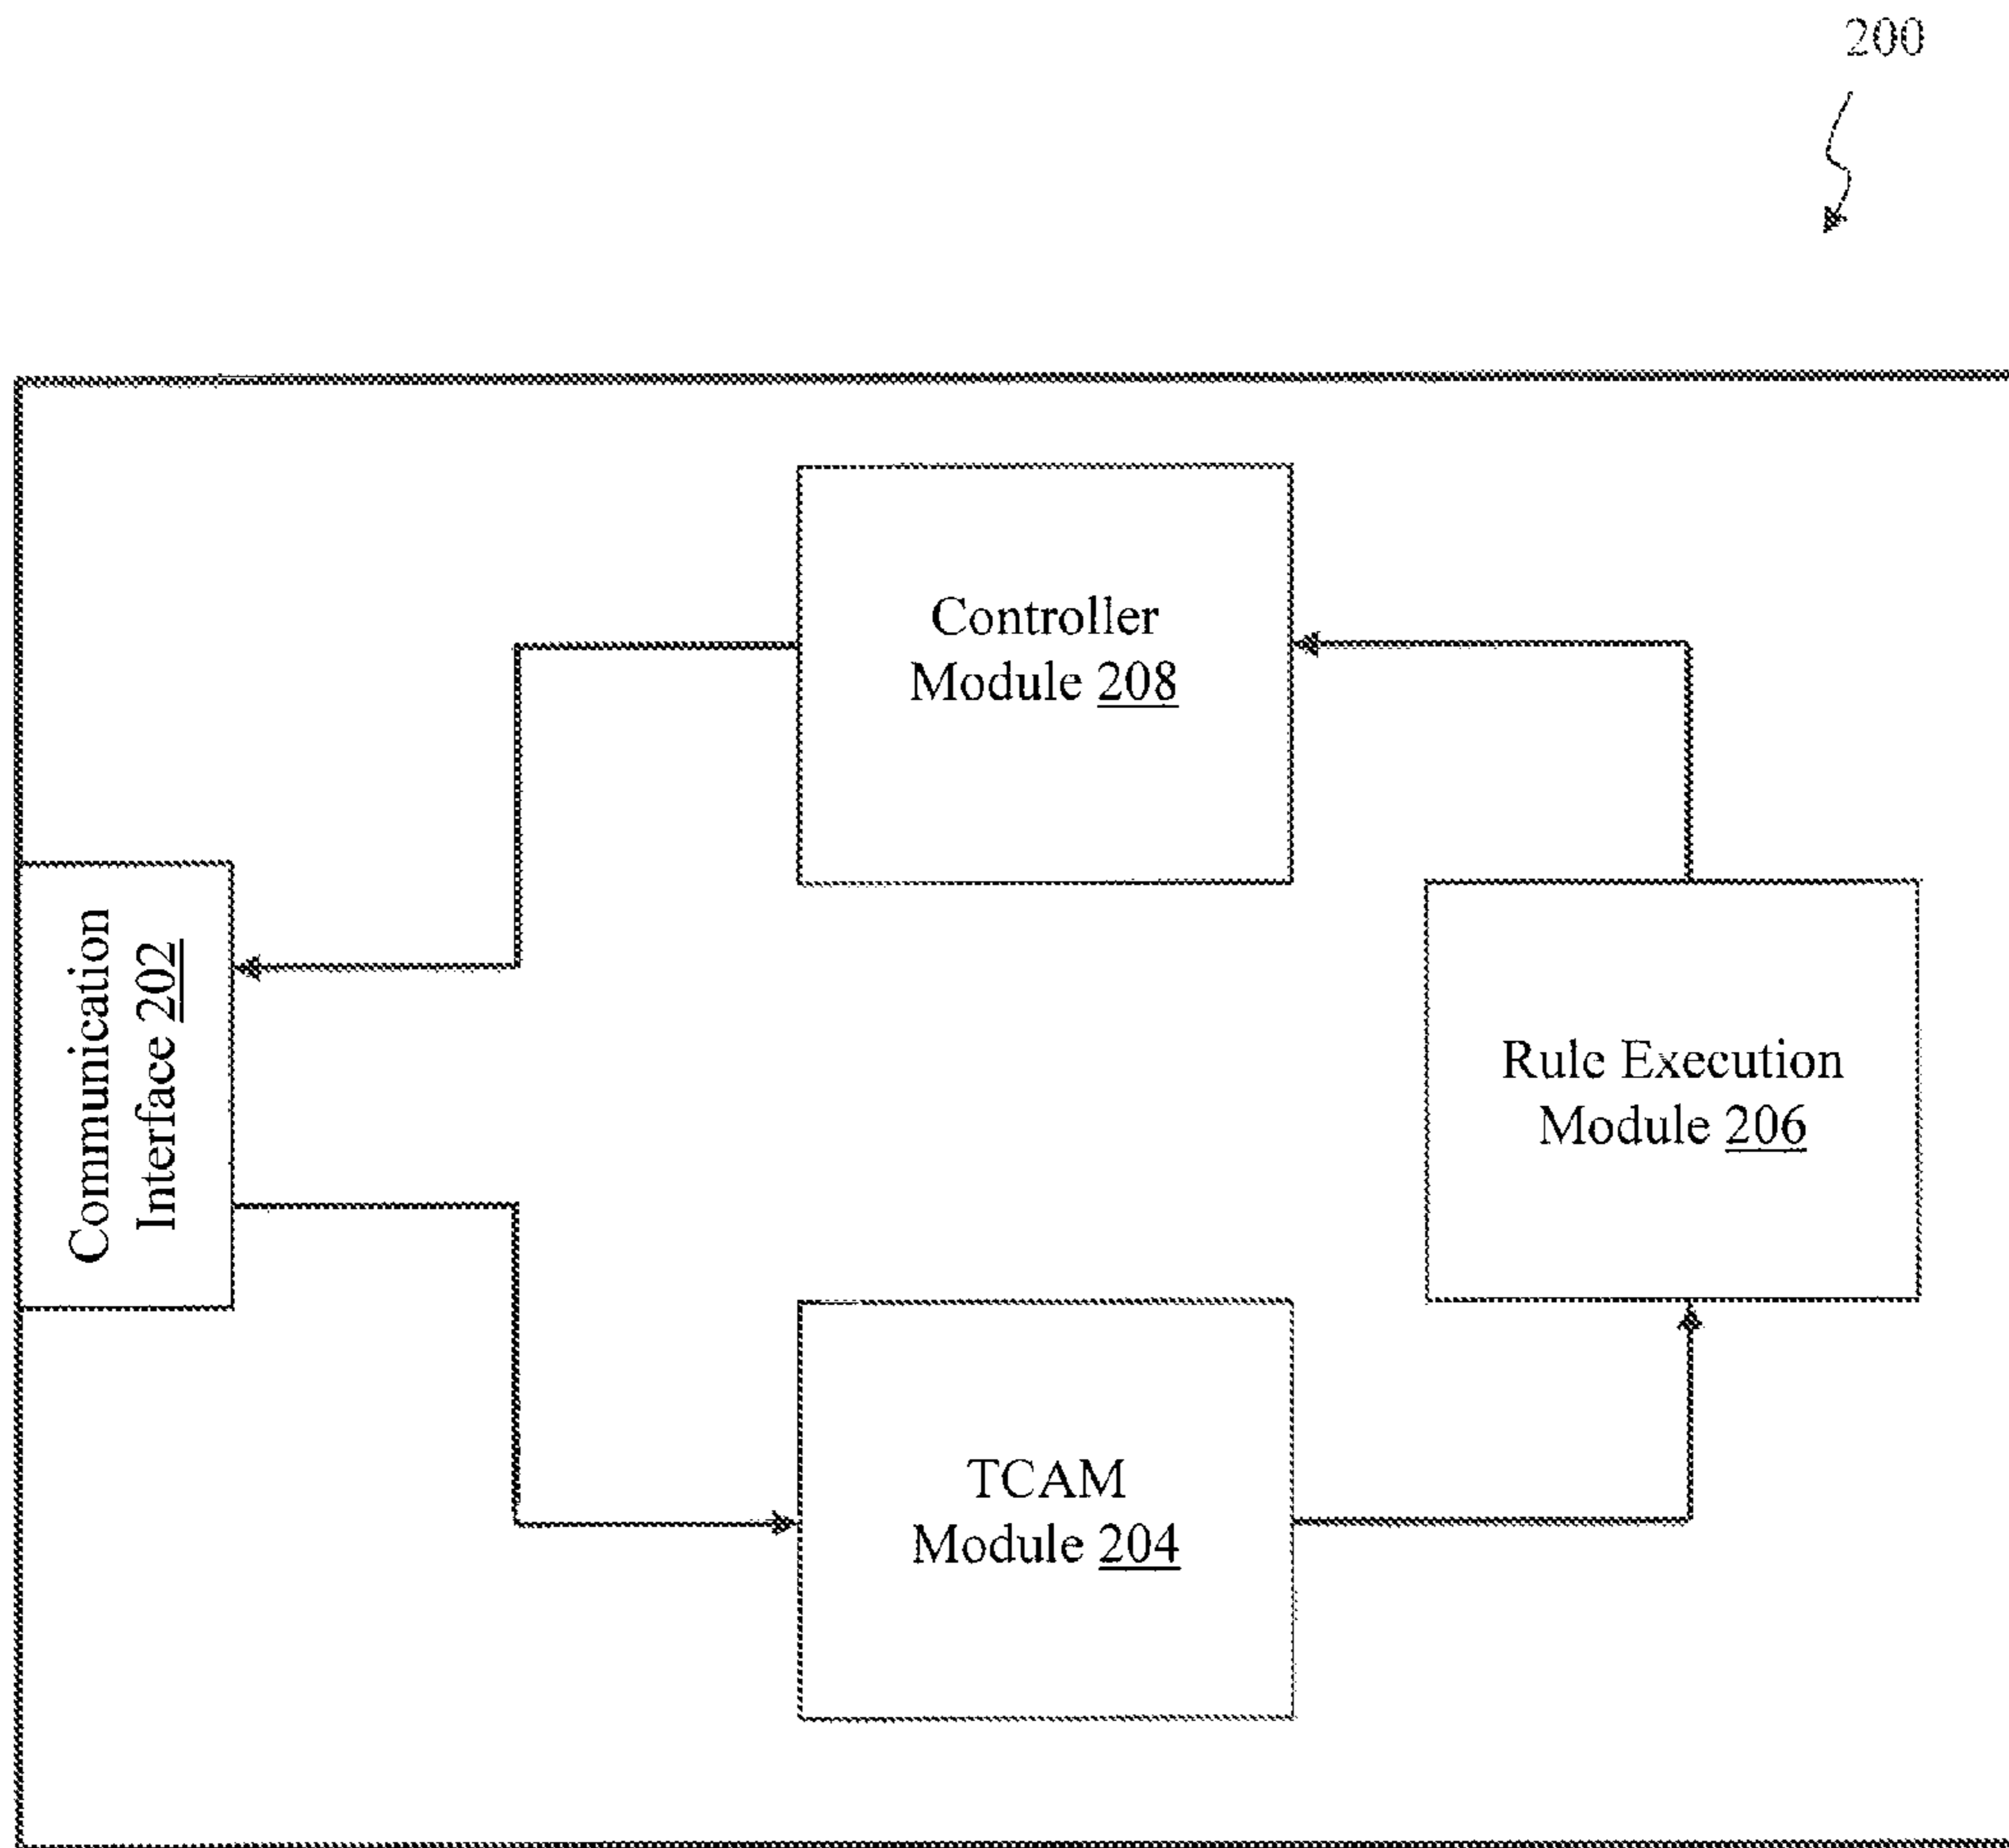 200
Controller
Module 208
Communication
Interface 202
Rule Execution
Module 206
TCAM
Module 204